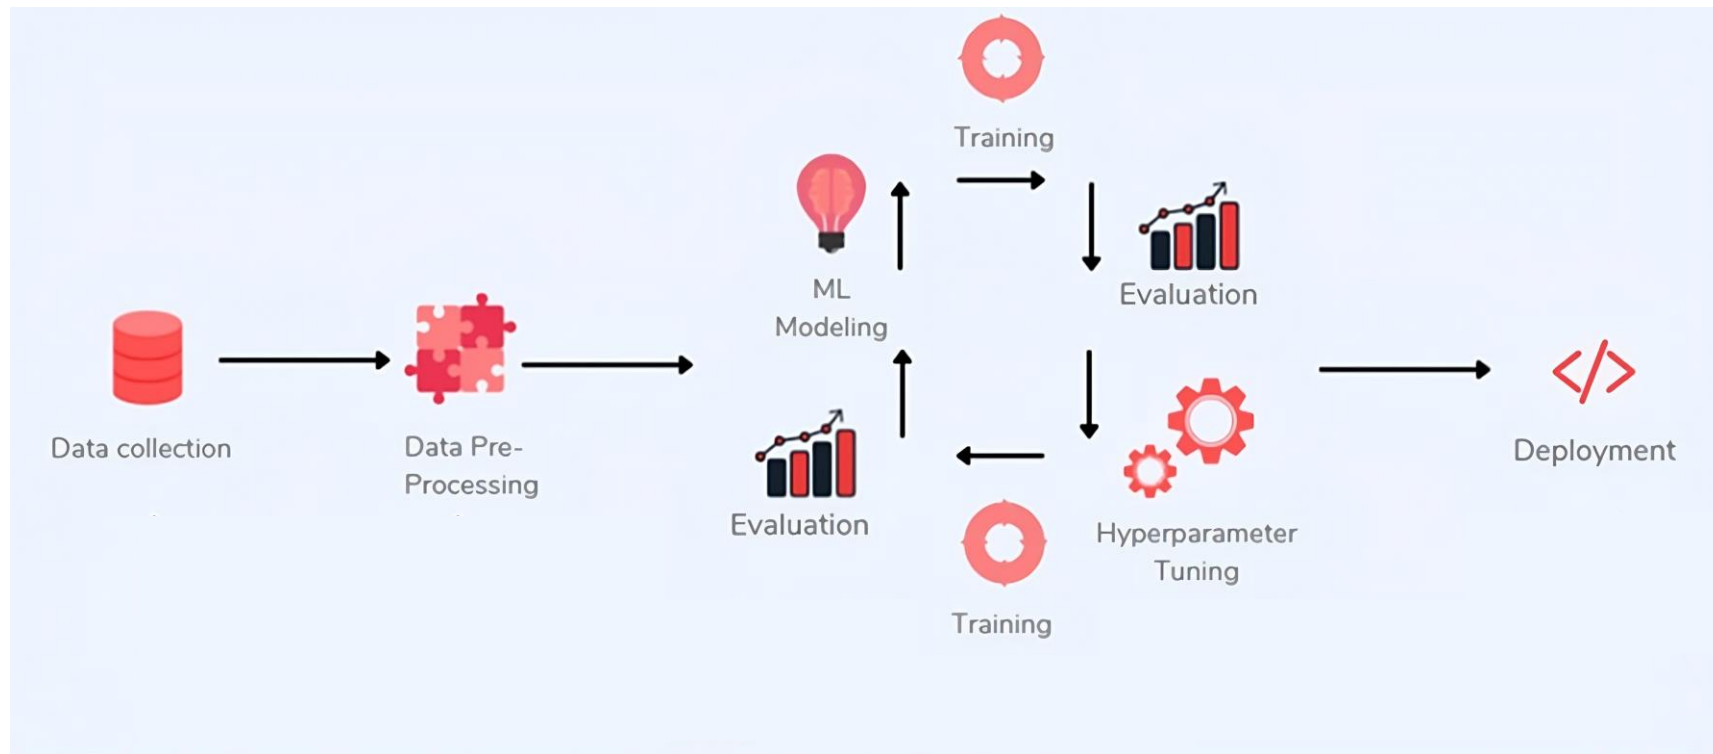 Training
ML
Modeling
Evaluation
Data collection
Data Pre-
Processing
Evaluation
Hyperparameter
Tuning
Training
Deployment